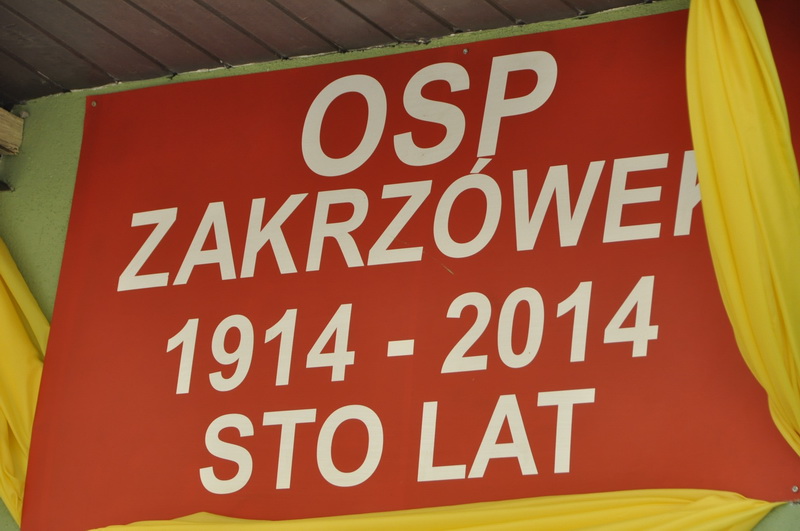 OSP
ZAKRZÓWEK
1914 - 2014
STO LAT